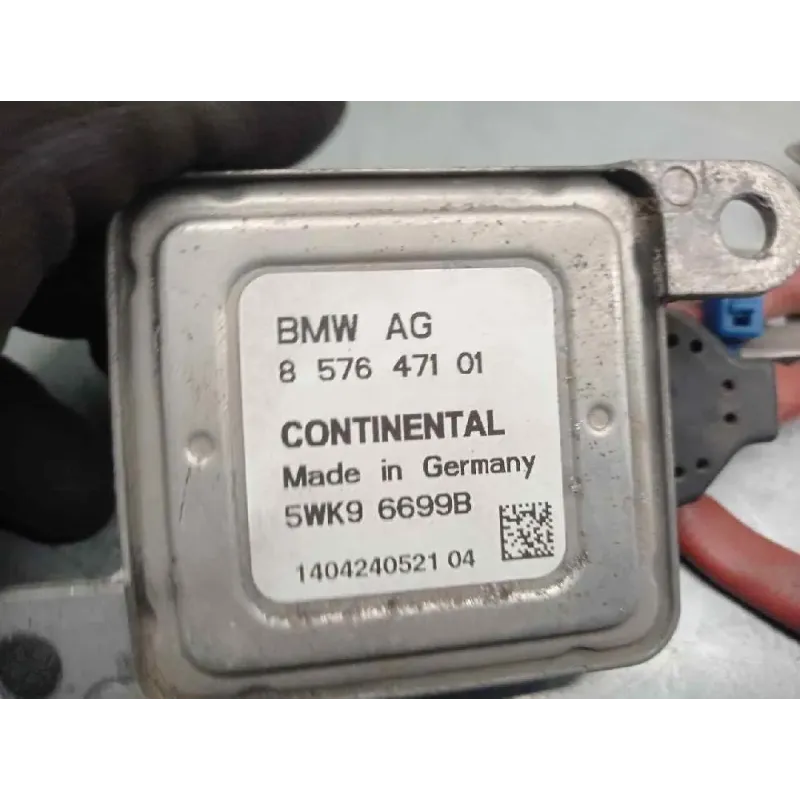 BMW AG
8 576 471 01
CONTINENTAL
Made in Germany
5WK9 6699B
1404240521 04